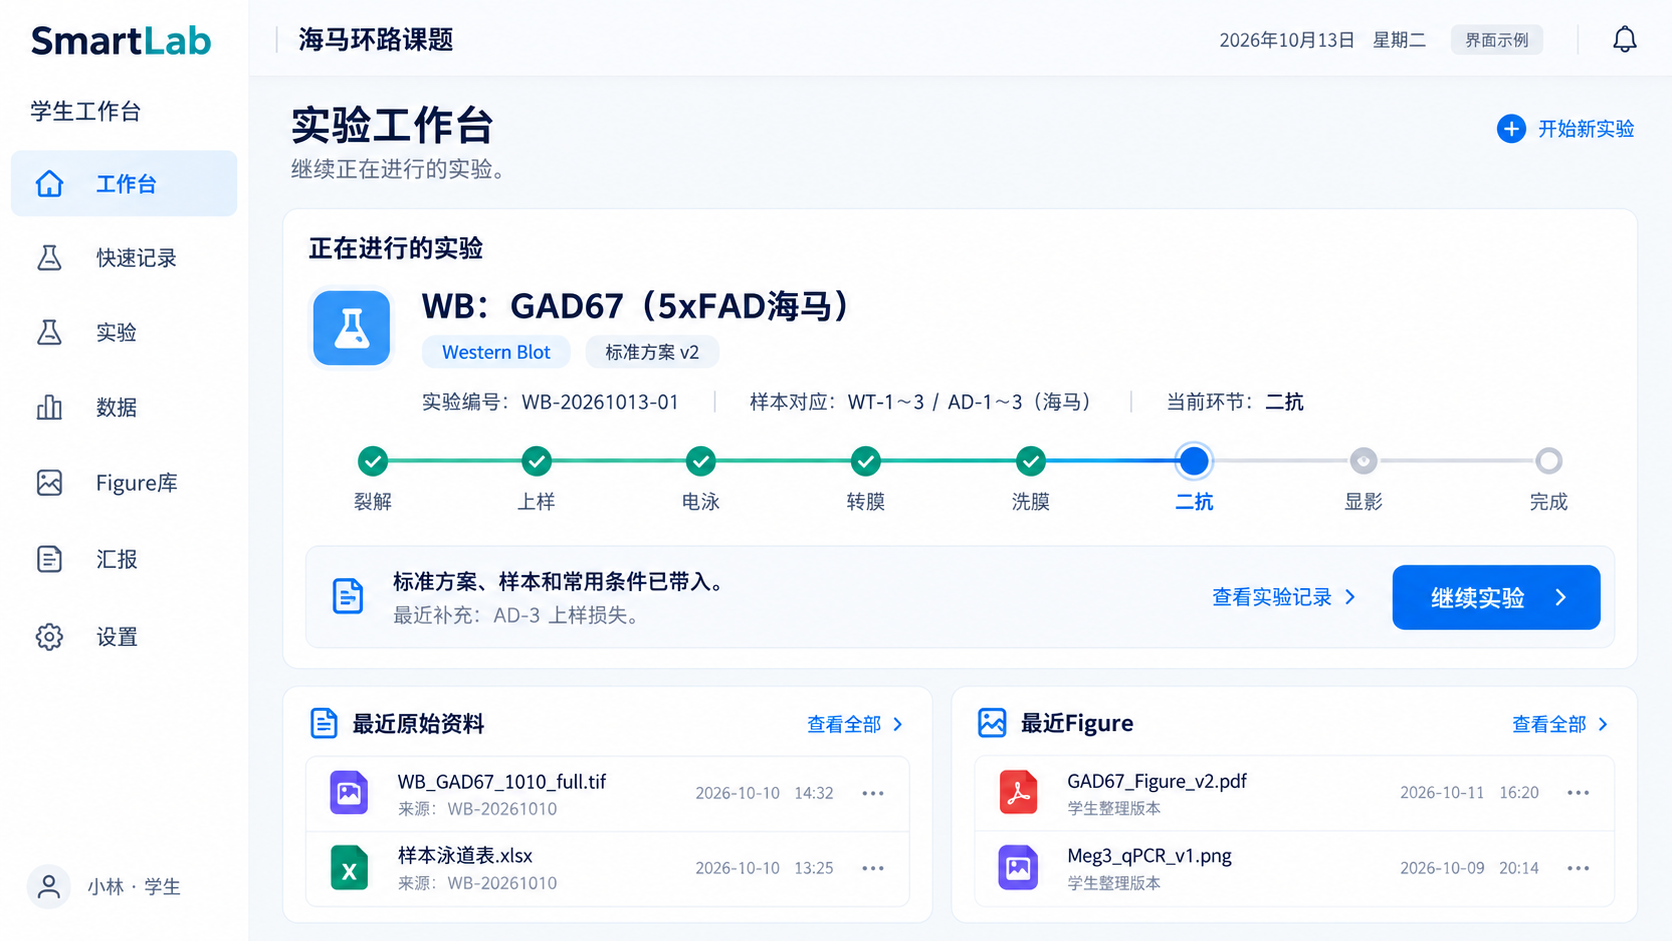 SmartLab
学生工作台
工作台
快速记录
实验
数据
Figure库
汇报
设置
小林 · 学生
海马环路课题
2026年10月13日 星期二
界面示例
实验工作台
继续正在进行的实验。
开始新实验
正在进行的实验
WB：GAD67（5xFAD海马）
Western Blot
标准方案 v2
实验编号：WB-20261013-01
样本对应：WT-1～3 / AD-1～3（海马）
当前环节：二抗
裂解
上样
电泳
转膜
洗膜
二抗
显影
完成
标准方案、样本和常用条件已带入。
最近补充：AD-3 上样损失。
查看实验记录
继续实验
最近原始资料
查看全部
WB_GAD67_1010_full.tif
来源：WB-20261010
2026-10-10 14:32
X
样本泳道表.xlsx
来源：WB-20261010
2026-10-10 13:25
最近Figure
查看全部
GAD67_Figure_v2.pdf
学生整理版本
2026-10-11 16:20
Meg3_qPCR_v1.png
学生整理版本
2026-10-09 20:14